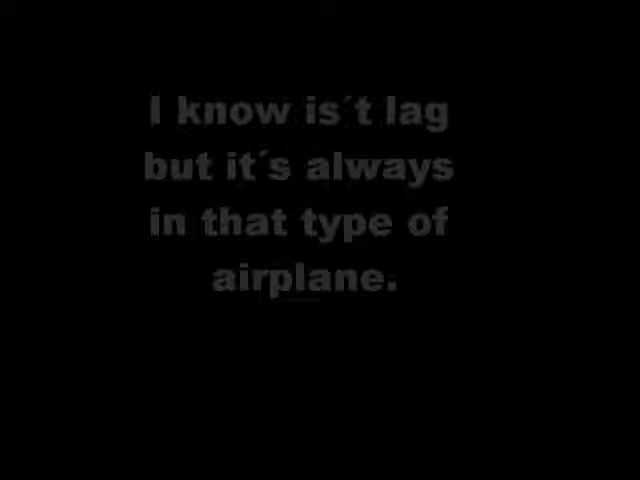 I know is´t lag
but it´s always
in that type of
airplane.